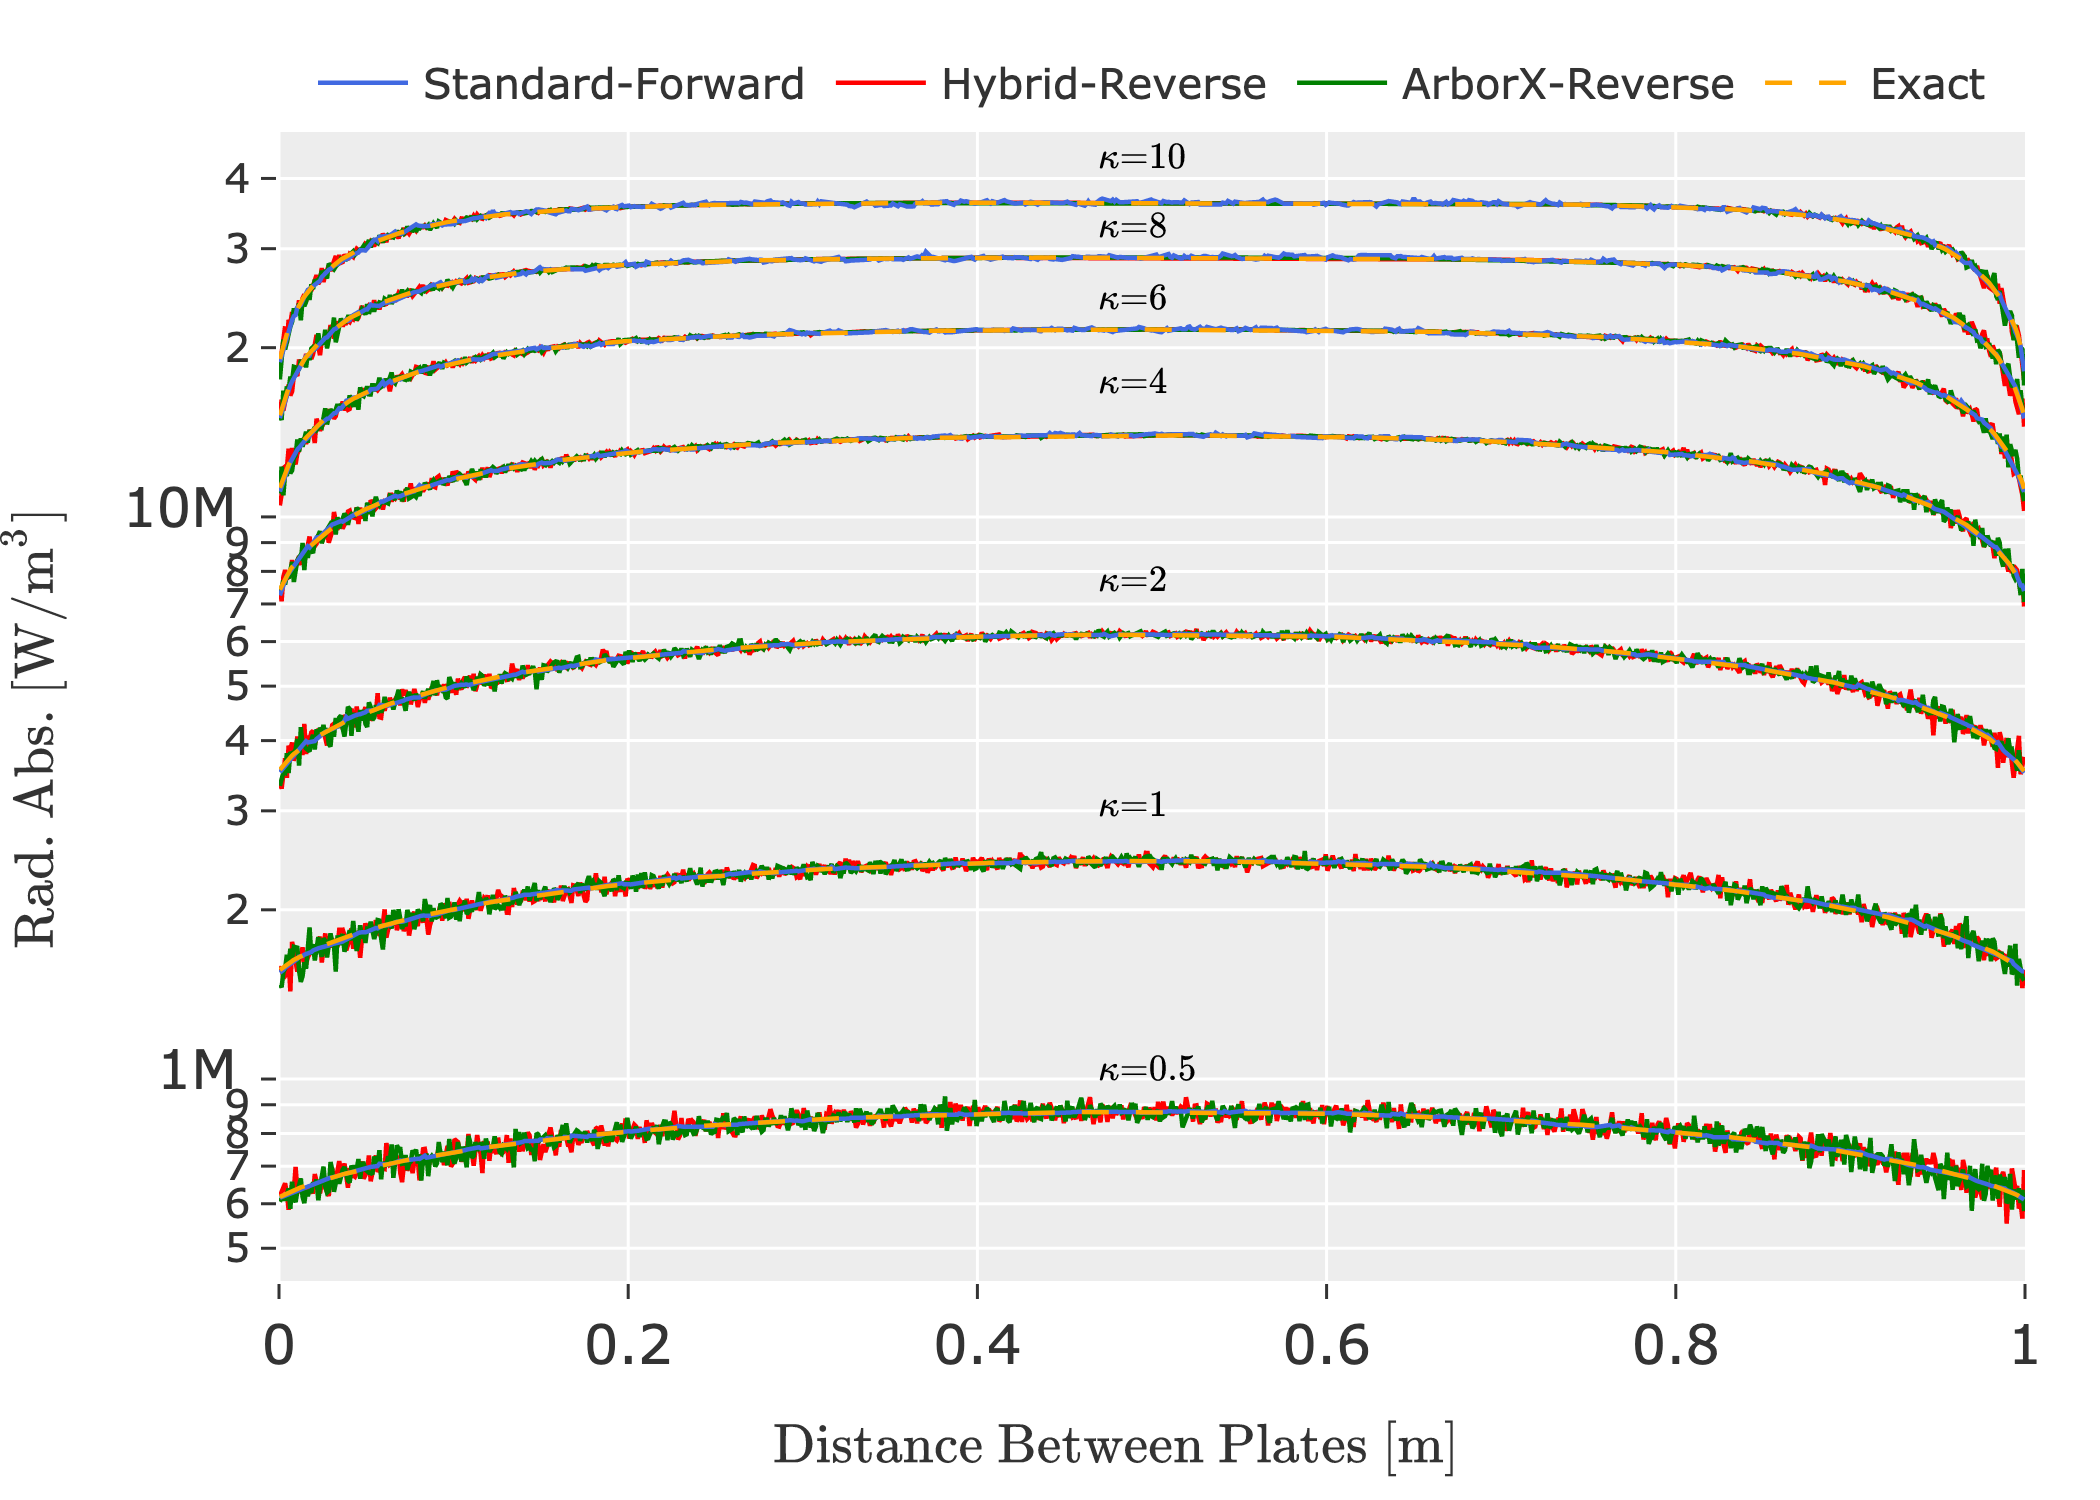 Standard-Forward Hybrid-Reverse ArborX-Reverse Exact
κ=10
4
κ=8
3
κ=6
2
κ=4
10M
9
8
κ=2
7
6
5
4
κ=1
3
2
1M
κ=0.5
9
8
7
6
5
Rad. Abs. [W/m³]
0 0.2 0.4 0.6 0.8 1
Distance Between Plates [m]